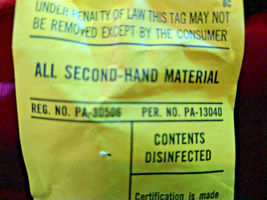 UNDER PENALTY OF LAW THIS TAG MAY NOT
BE REMOVED EXCEPT BY THE CONSUMER
ALL SECOND-HAND MATERIAL
REG. NO. PA-30506 PER. NO. PA-13040
CONTENTS
DISINFECTED
Certification is made